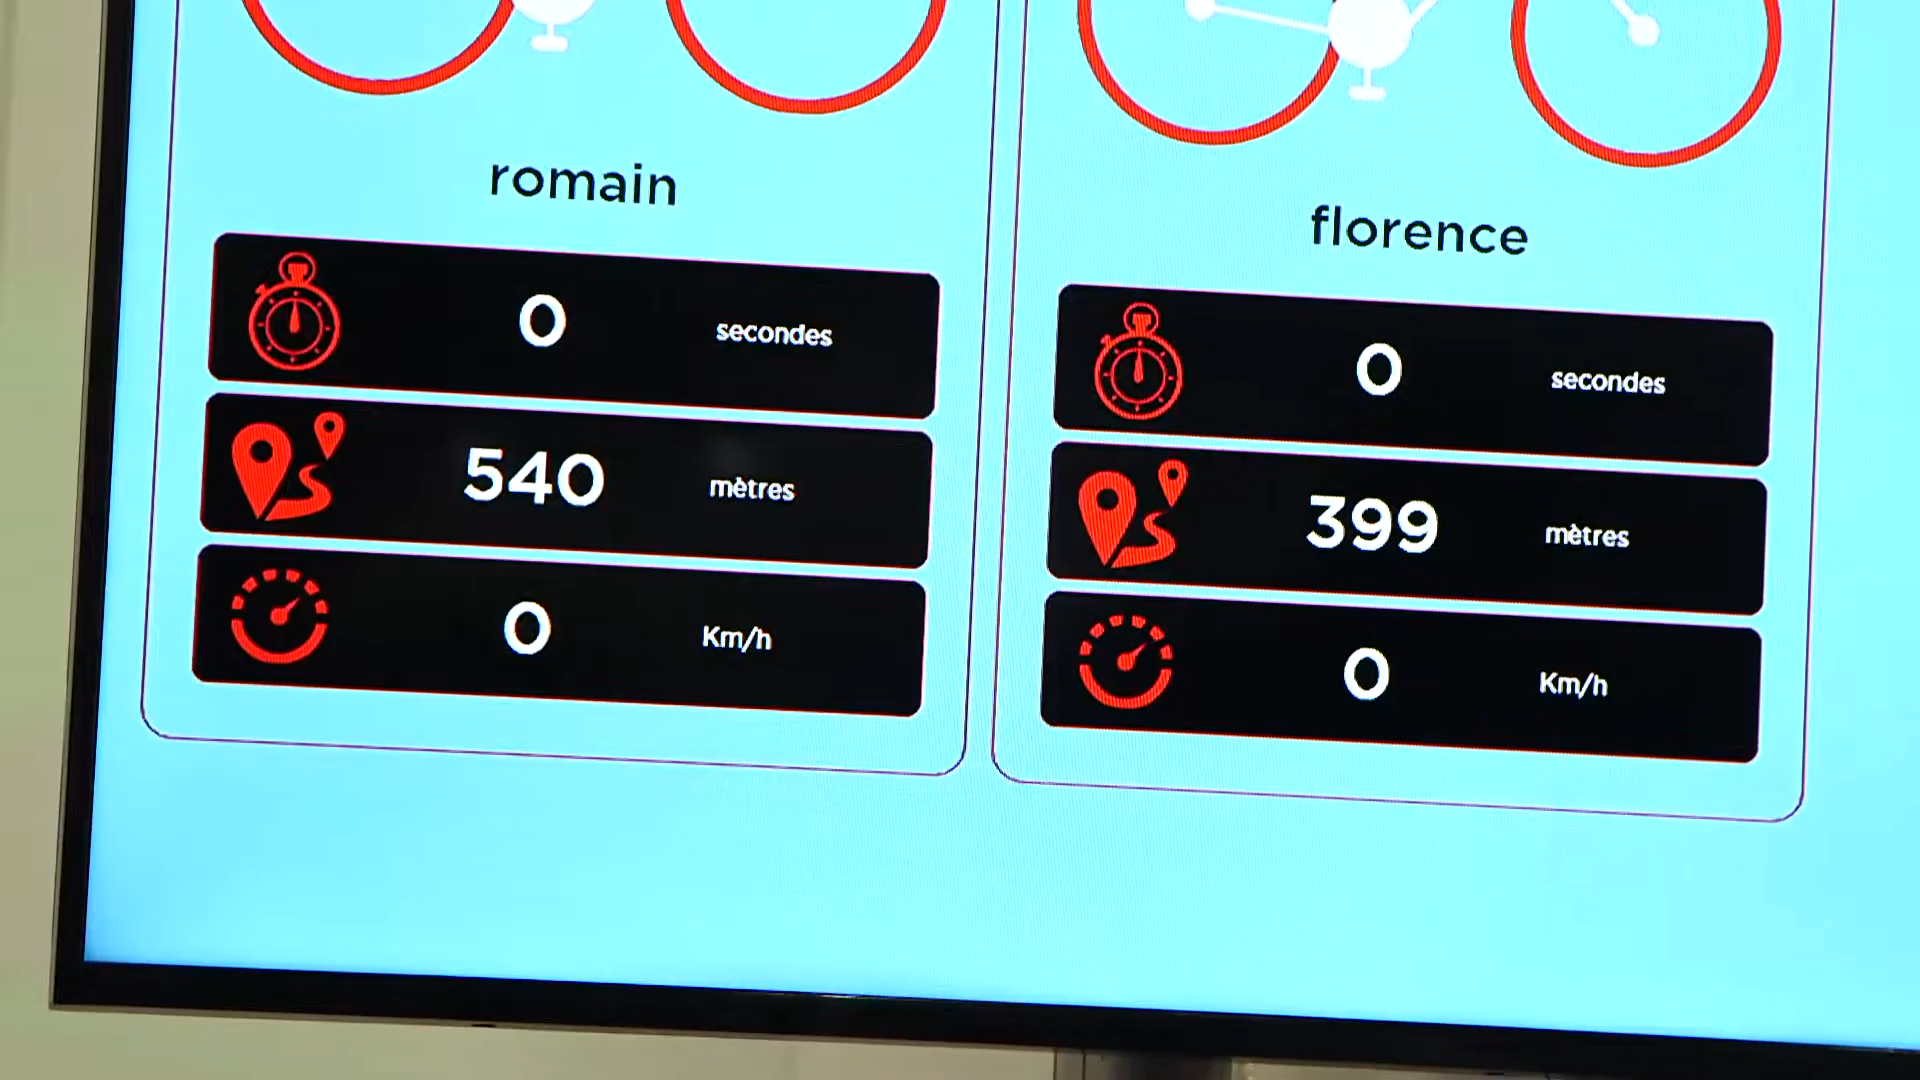 romain
0 secondes
540 mètres
0 Km/h
florence
0 secondes
399 mètres
0 Km/h